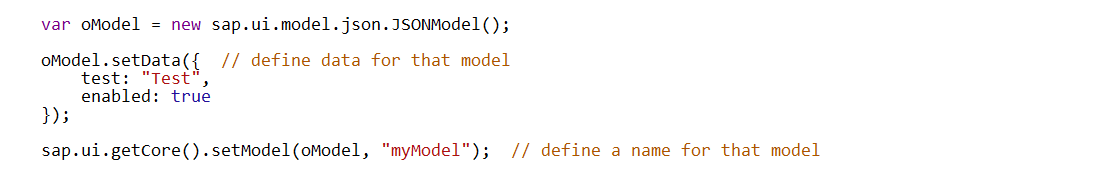 var oModel = new sap.ui.model.json.JSONModel();
oModel.setData({  // define data for that model
    test: "Test",
    enabled: true
});
sap.ui.getCore().setModel(oModel, "myModel");  // define a name for that model